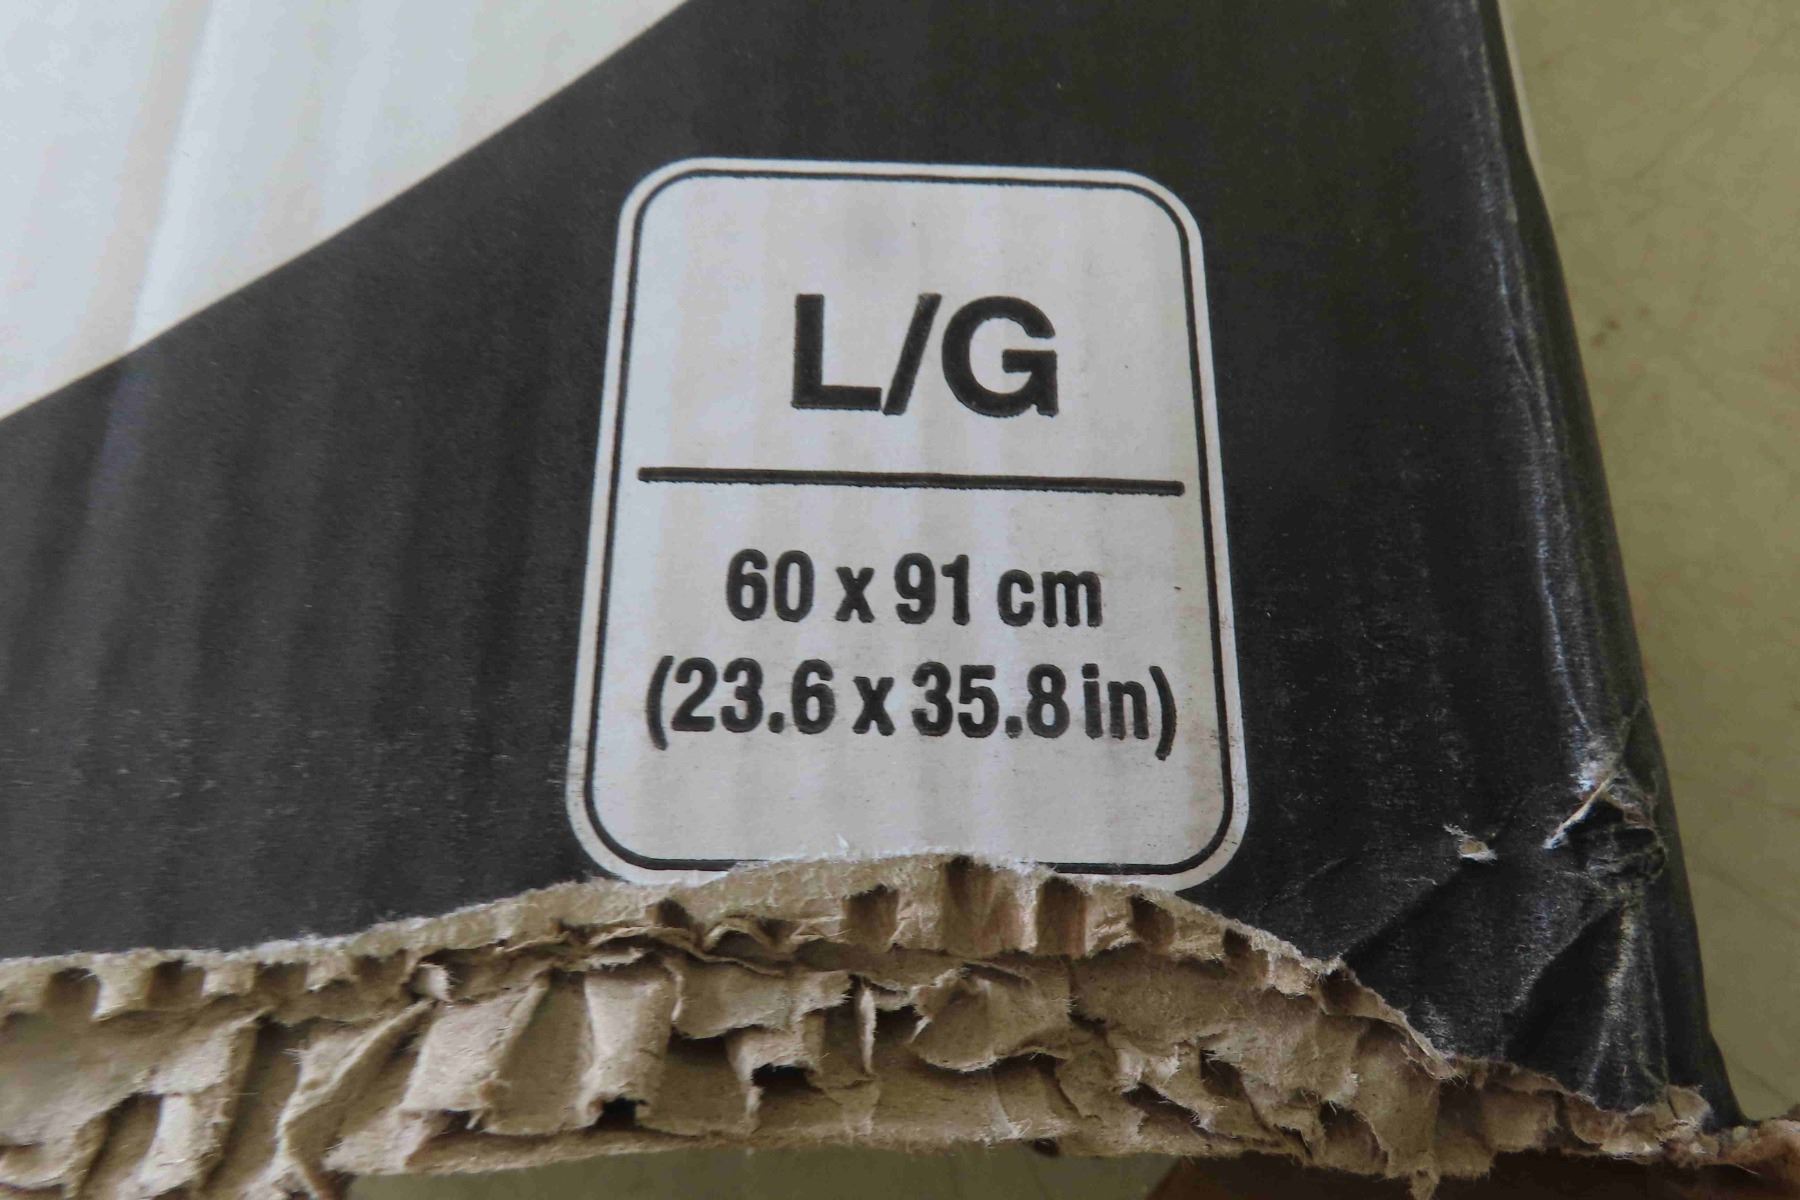 L/G
60 x 91 cm
(23.6 x 35.8 in)